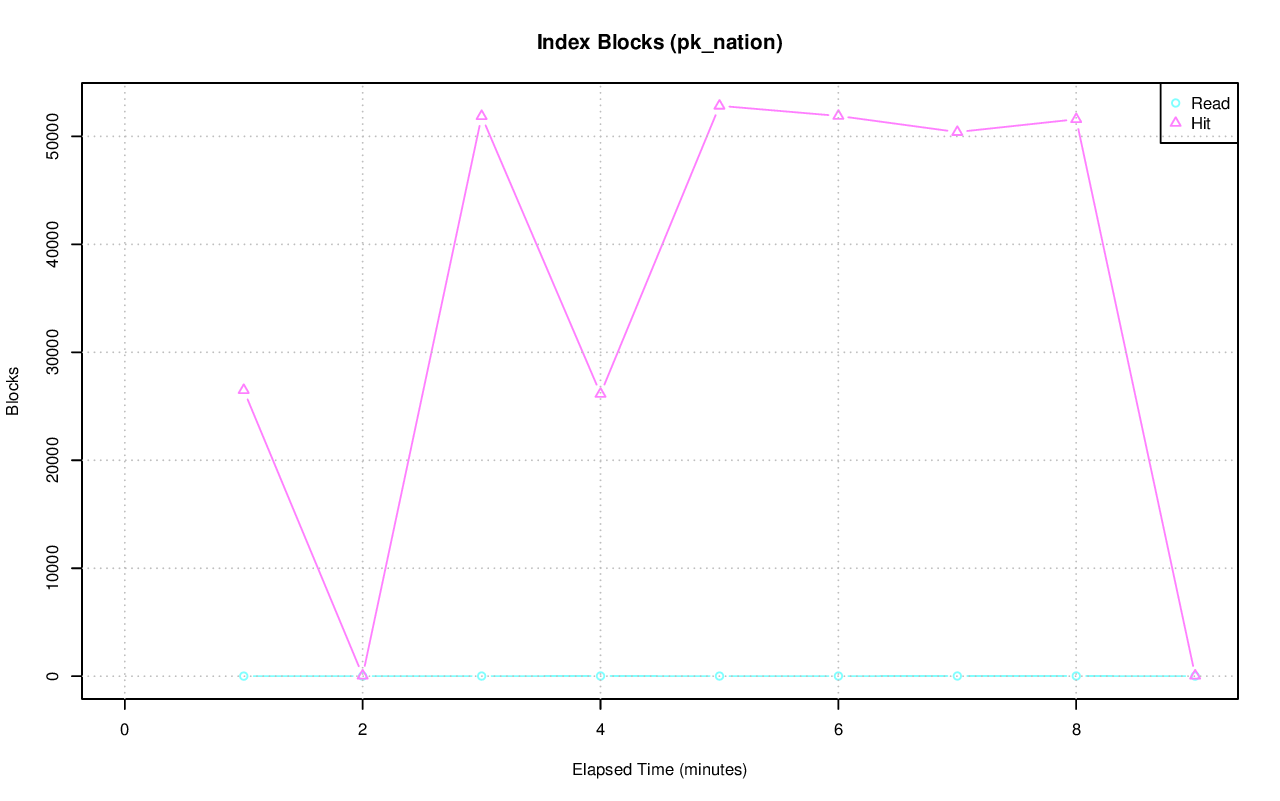 Index Blocks (pk_nation)
Read
Hit
50000
40000
30000
20000
10000
0
Blocks
0 2 4 6 8
Elapsed Time (minutes)